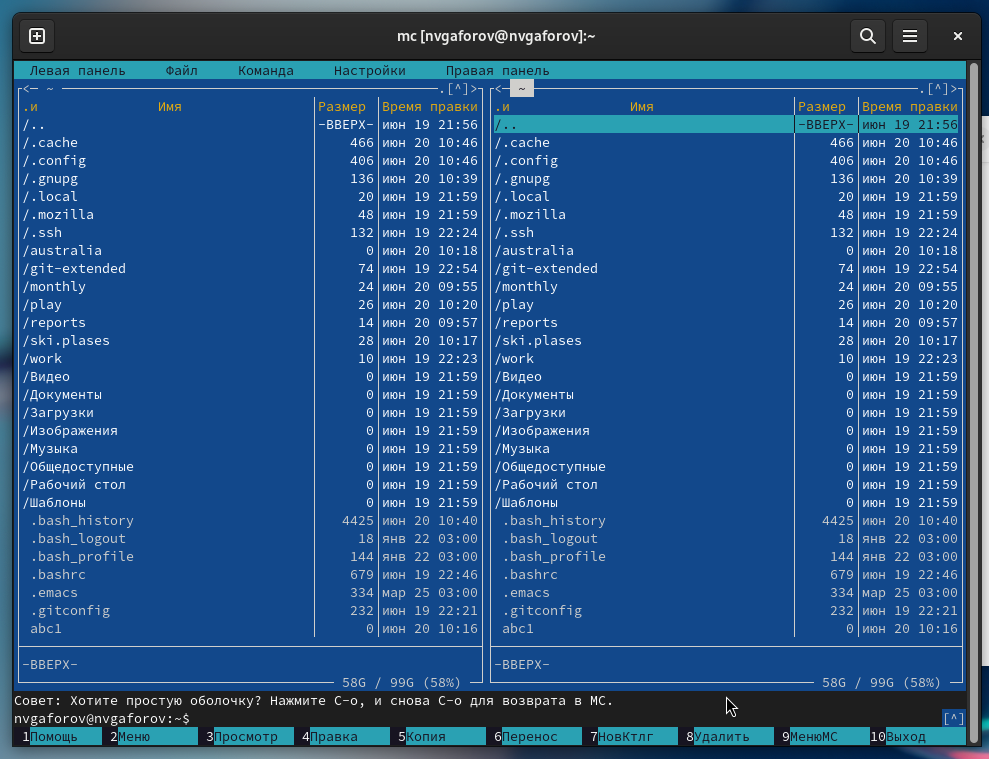 mc [nvgaforov@nvgaforov]:~
Левая панель Файл Команда Настройки Правая панель
<- ~ .[^]> <- ~ .[^]>
.и Имя Размер Время правки .и Имя Размер Время правки
/.. -ВВЕРХ- июн 19 21:56 /.. -ВВЕРХ- июн 19 21:56
/.cache 466 июн 20 10:46 /.cache 466 июн 20 10:46
/.config 406 июн 20 10:46 /.config 406 июн 20 10:46
/.gnupg 136 июн 20 10:39 /.gnupg 136 июн 20 10:39
/.local 20 июн 19 21:59 /.local 20 июн 19 21:59
/.mozilla 48 июн 19 21:59 /.mozilla 48 июн 19 21:59
/.ssh 132 июн 19 22:24 /.ssh 132 июн 19 22:24
/australia 0 июн 20 10:18 /australia 0 июн 20 10:18
/git-extended 74 июн 19 22:54 /git-extended 74 июн 19 22:54
/monthly 24 июн 20 09:55 /monthly 24 июн 20 09:55
/play 26 июн 20 10:20 /play 26 июн 20 10:20
/reports 14 июн 20 09:57 /reports 14 июн 20 09:57
/ski.plases 28 июн 20 10:17 /ski.plases 28 июн 20 10:17
/work 10 июн 19 22:23 /work 10 июн 19 22:23
/Видео 0 июн 19 21:59 /Видео 0 июн 19 21:59
/Документы 0 июн 19 21:59 /Документы 0 июн 19 21:59
/Загрузки 0 июн 19 21:59 /Загрузки 0 июн 19 21:59
/Изображения 0 июн 19 21:59 /Изображения 0 июн 19 21:59
/Музыка 0 июн 19 21:59 /Музыка 0 июн 19 21:59
/Общедоступные 0 июн 19 21:59 /Общедоступные 0 июн 19 21:59
/Рабочий стол 0 июн 19 21:59 /Рабочий стол 0 июн 19 21:59
/Шаблоны 0 июн 19 21:59 /Шаблоны 0 июн 19 21:59
.bash_history 4425 июн 20 10:40 .bash_history 4425 июн 20 10:40
.bash_logout 18 янв 22 03:00 .bash_logout 18 янв 22 03:00
.bash_profile 144 янв 22 03:00 .bash_profile 144 янв 22 03:00
.bashrc 679 июн 19 22:46 .bashrc 679 июн 19 22:46
.emacs 334 мар 25 03:00 .emacs 334 мар 25 03:00
.gitconfig 232 июн 19 22:21 .gitconfig 232 июн 19 22:21
abc1 0 июн 20 10:16 abc1 0 июн 20 10:16
-ВВЕРХ- -ВВЕРХ-
58G / 99G (58%) 58G / 99G (58%)
Совет: Хотите простую оболочку? Нажмите C-o, и снова C-o для возврата в MC.
nvgaforov@nvgaforov:~$ [^]
1Помощь 2Меню 3Просмотр 4Правка 5Копия 6Перенос 7НовКтлг 8Удалить 9МенюMC 10Выход